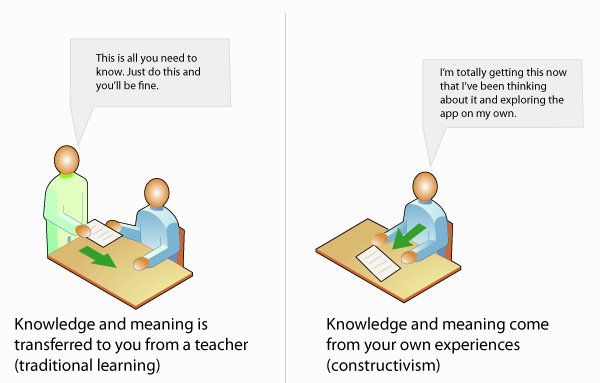 This is all you need to
know. Just do this and
you'll be fine.
Knowledge and meaning is
transferred to you from a teacher
(traditional learning)
I'm totally getting this now
that I've been thinking
about it and exploring the
app on my own.
Knowledge and meaning come
from your own experiences
(constructivism)